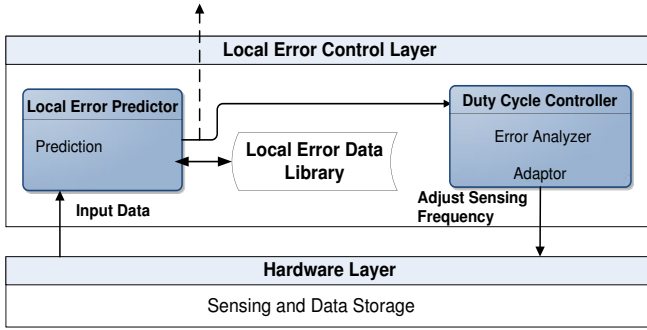 Local Error Control Layer
Local Error Predictor
Prediction
Local Error Data
Library
Duty Cycle Controller
Error Analyzer
Adaptor
Input Data
Adjust Sensing
Frequency
Hardware Layer
Sensing and Data Storage